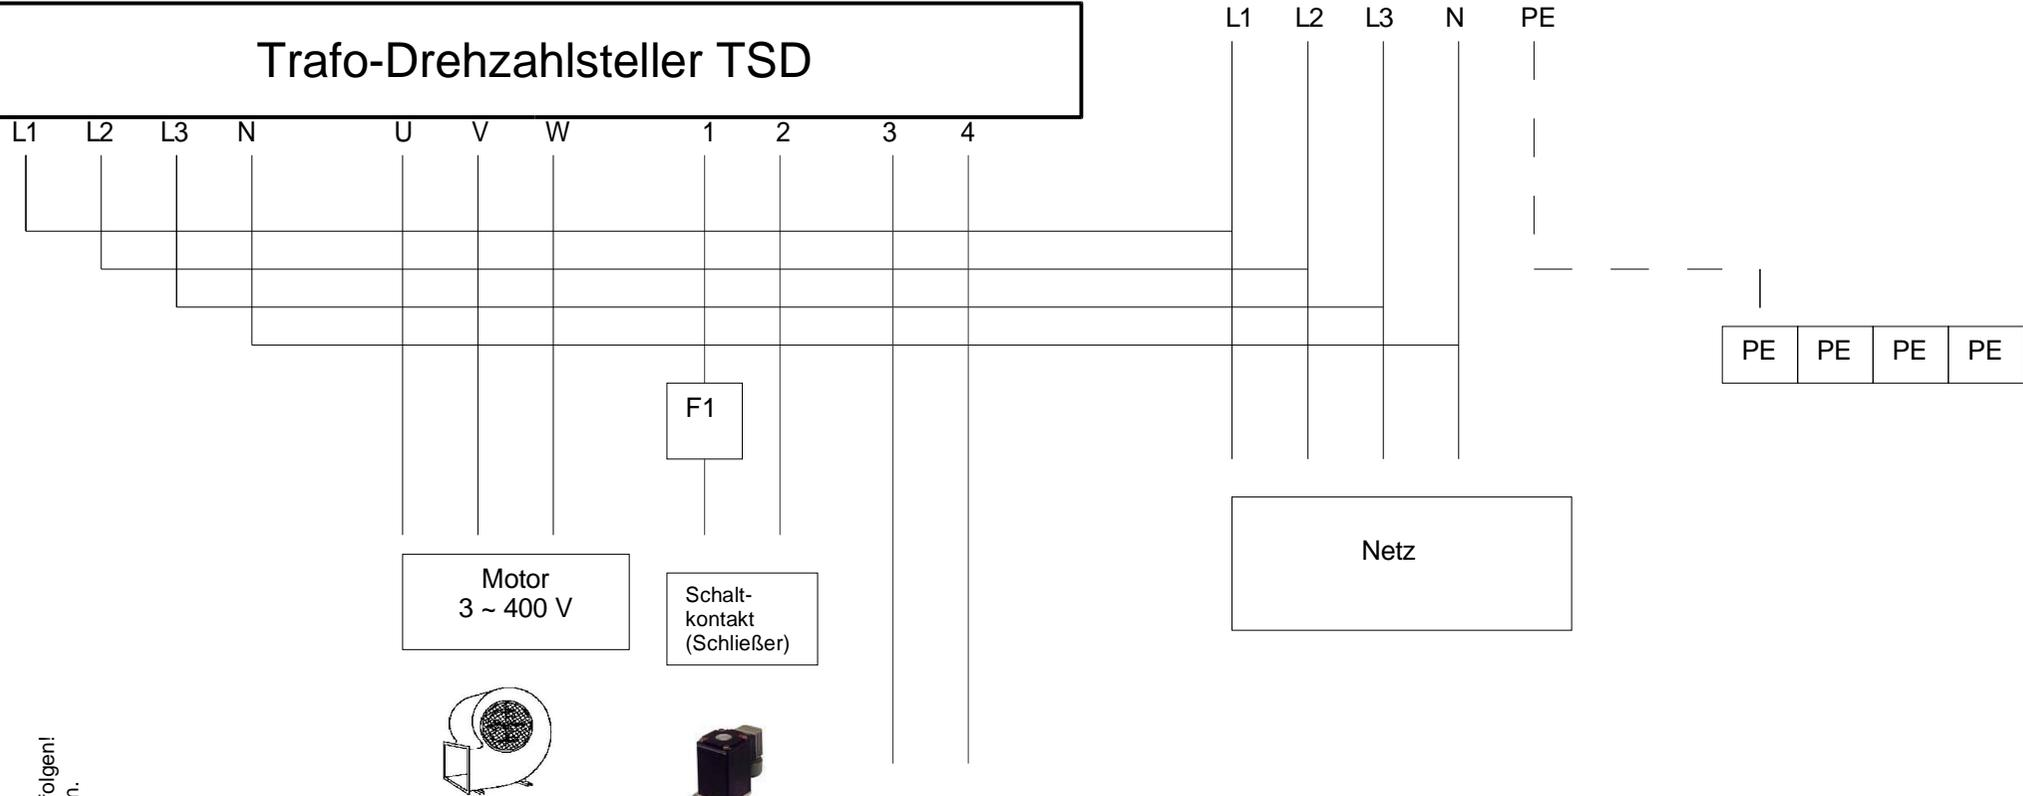 Trafo-Drehzahlsteller TSD
L1 L2 L3 N PE
L1 L2 L3 N U V W 1 2 3 4
PE PE PE PE
F1
Netz
Motor
3 ~ 400 V
Schalt-
kontakt
(Schließer)